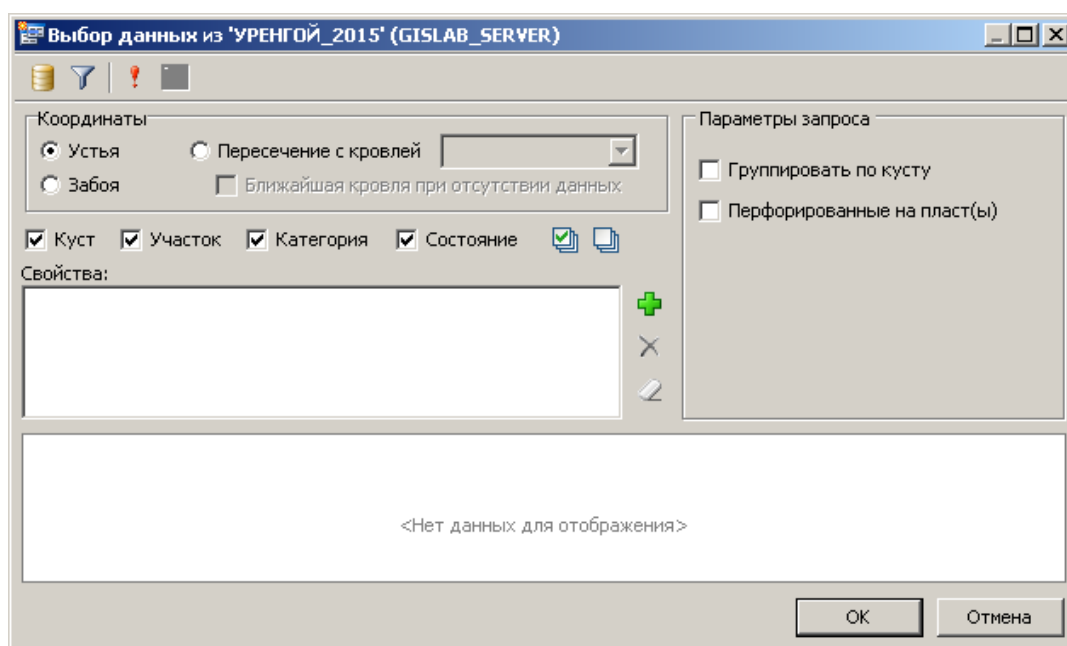 Выбор данных из 'УРЕНГОЙ_2015' (GISLAB_SERVER)
Координаты
Устья
Пересечение с кровлей
Забоя
Ближайшая кровля при отсутствии данных
Параметры запроса
Группировать по кусту
Перфорированные на пласт(ы)
Куст
Участок
Категория
Состояние
Свойства:
<Нет данных для отображения>
OK
Отмена